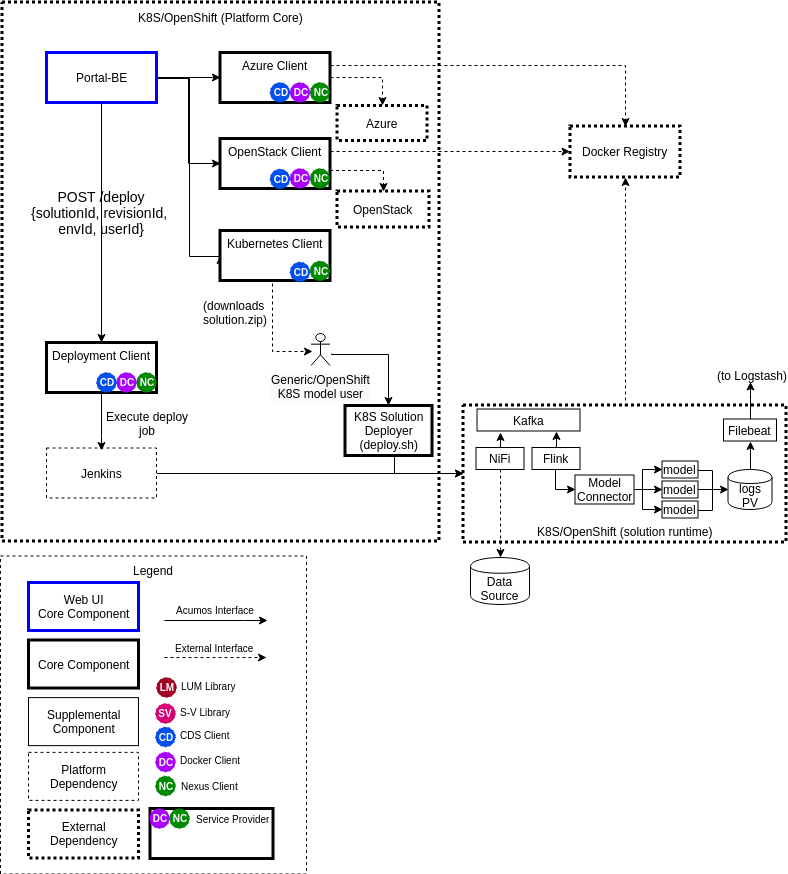 K8S/OpenShift (Platform Core)
Portal-BE
Azure Client
CD DC NC
Azure
OpenStack Client
CD DC NC
OpenStack
Docker Registry
POST /deploy
{solutionId, revisionId,
envId, userId}
Kubernetes Client
CD NC
(downloads
solution.zip)
Generic/OpenShift
K8S model user
Deployment Client
CD DC NC
Execute deploy
job
Jenkins
K8S Solution
Deployer
(deploy.sh)
(to Logstash)
Kafka
Filebeat
NiFi
Flink
Model
Connector
model
model
model
logs
PV
K8S/OpenShift (solution runtime)
Data
Source
Legend
Web UI
Core Component
Acumos Interface
Core Component
External Interface
LM LUM Library
Supplemental
Component
SV S-V Library
CD CDS Client
Platform
Dependency
DC Docker Client
NC Nexus Client
External
Dependency
DC NC Service Provider